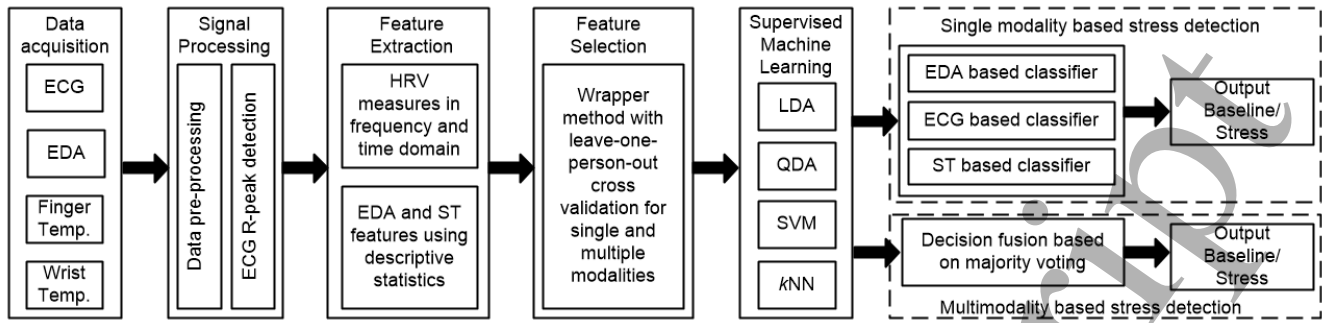 Data
acquisition
ECG
EDA
Finger
Temp.
Wrist
Temp.
Signal
Processing
Data pre-processing
ECG R-peak detection
Feature
Extraction
HRV
measures in
frequency and
time domain
EDA and ST
features using
descriptive
statistics
Feature
Selection
Wrapper
method with
leave-one-
person-out
cross
validation for
single and
multiple
modalities
Supervised
Machine
Learning
LDA
QDA
SVM
kNN
Single modality based stress detection
EDA based classifier
ECG based classifier
ST based classifier
Output
Baseline/
Stress
Decision fusion based
on majority voting
Output
Baseline/
Stress
Multimodality based stress detection
ript